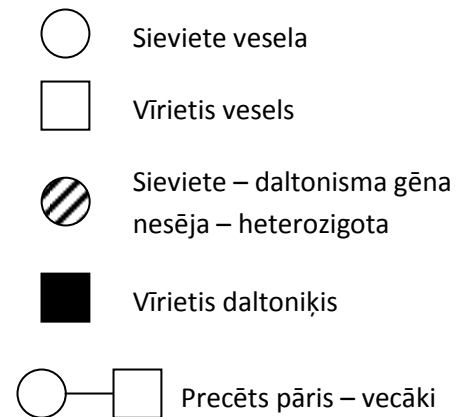 Sieviete vesela
Vīrietis vesels
Sieviete – daltonisma gēna
nesēja – heterozigota
Vīrietis daltoniķis
Precēts pāris – vecāki